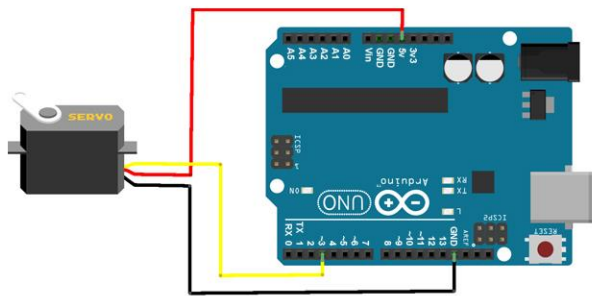 A5
A4
A3
A2
A1
A0
Vin
GND
GND
5v
3v3
SERVO
ICSP
1
RX
TX
ON
Arduino
TM
UNO
L
ICSP2
AREF
RX
TX
0
1
2
~3
4
~5
~6
7
8
~9
~10
~11
12
13
GND
RESET